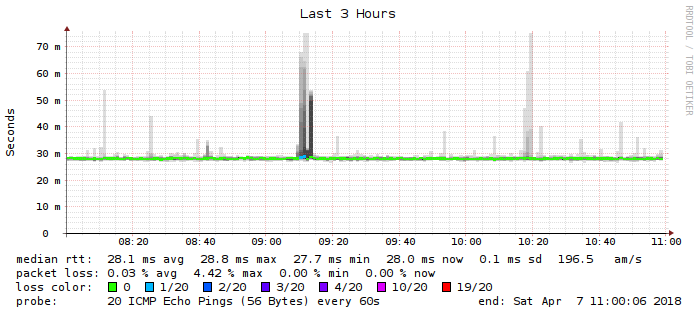 Last 3 Hours
RRDTOOL / TOBI OETIKER
Seconds
70 m
60 m
50 m
40 m
30 m
20 m
10 m
0
08:20 08:40 09:00 09:20 09:40 10:00 10:20 10:40 11:00
median rtt: 28.1 ms avg 28.8 ms max 27.7 ms min 28.0 ms now 0.1 ms sd 196.5 am/s
packet loss: 0.03 % avg 4.42 % max 0.00 % min 0.00 % now
loss color: 0 1/20 2/20 3/20 4/20 10/20 19/20
probe: 20 ICMP Echo Pings (56 Bytes) every 60s end: Sat Apr 7 11:00:06 2018